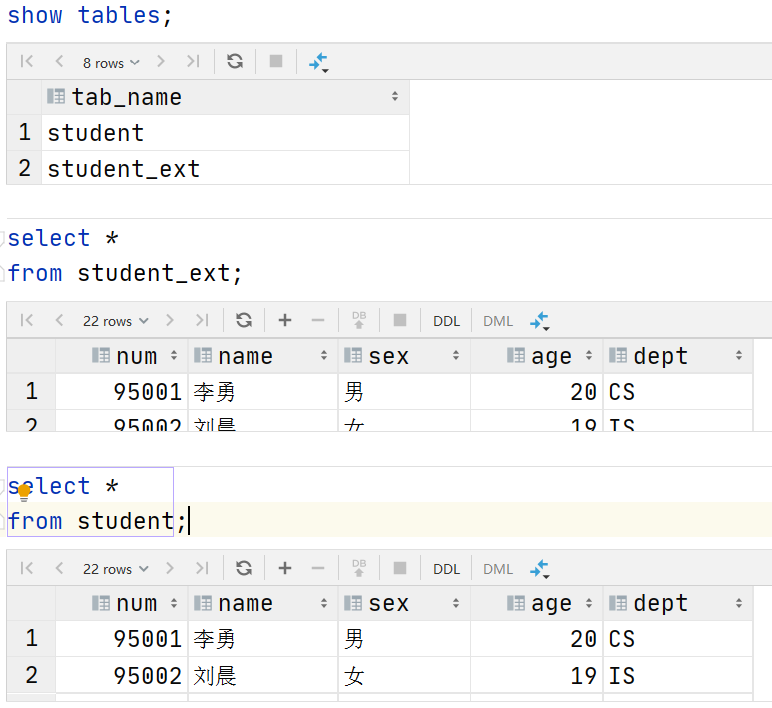 show tables;
8 rows
tab_name
1 student
2 student_ext
select *
from student_ext;
22 rows DB DDL DML
num name sex age dept
1 95001 李勇 男 20 CS
2 95002 刘晨 女 19 IS
select *
from student;
22 rows DB DDL DML
num name sex age dept
1 95001 李勇 男 20 CS
2 95002 刘晨 女 19 IS